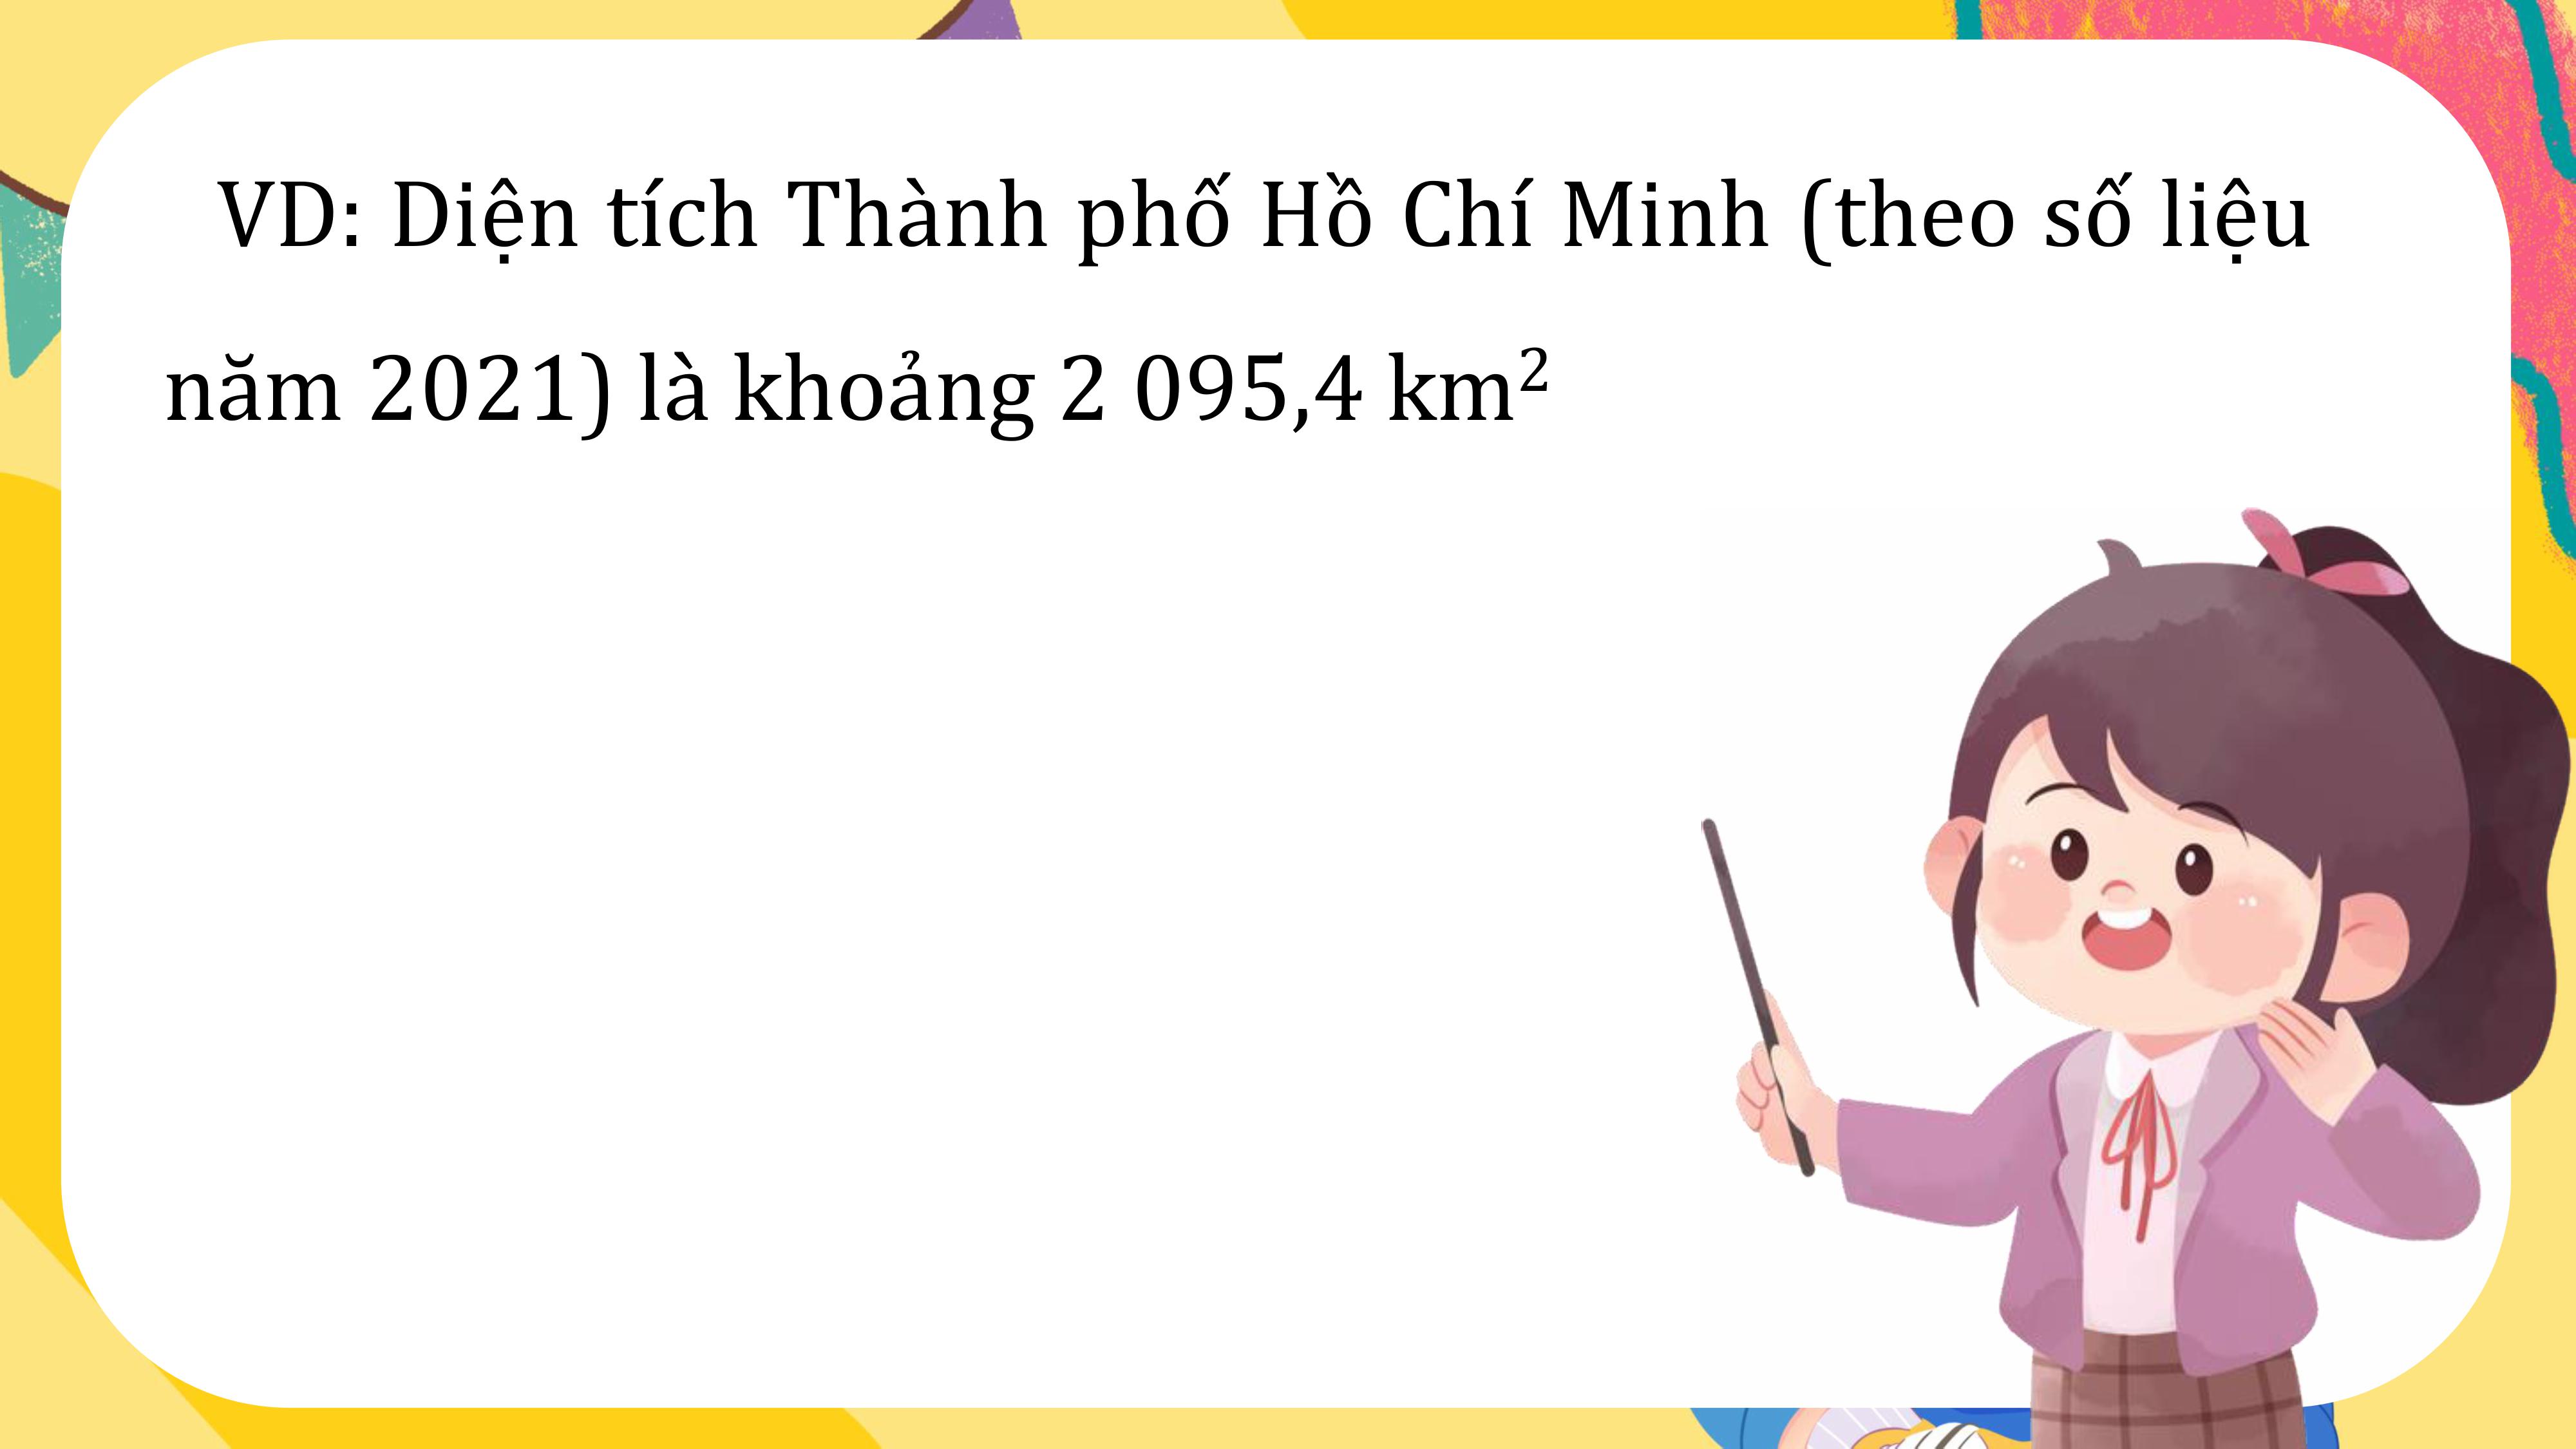 VD: Diện tích Thành phố Hồ Chí Minh (theo số liệu
năm 2021) là khoảng 2 095,4 km²